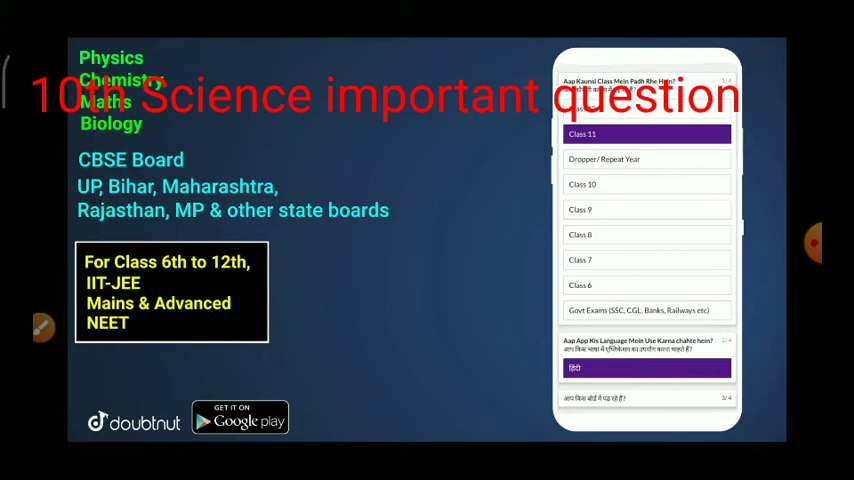 Physics
Chemistry
Maths
Biology
10th Science important question
CBSE Board
UP, Bihar, Maharashtra,
Rajasthan, MP & other state boards
For Class 6th to 12th,
IIT-JEE
Mains & Advanced
NEET
doubtnut
GET IT ON
Google play
Aap Kaunsi Class Mein Padh Rhe Hein?
1/4
Class 11
Dropper/ Repeat Year
Class 10
Class 9
Class 8
Class 7
Class 6
Govt Exams (SSC, CGL, Banks, Railways etc)
Aap App Kis Language Mein Use Karna chahte hein?
2/4
आप किस भाषा में एप्लिकेशन का उपयोग करना चाहते हैं?
हिंदी
आप किस बोर्ड में पढ़ रहे हैं?
3/4